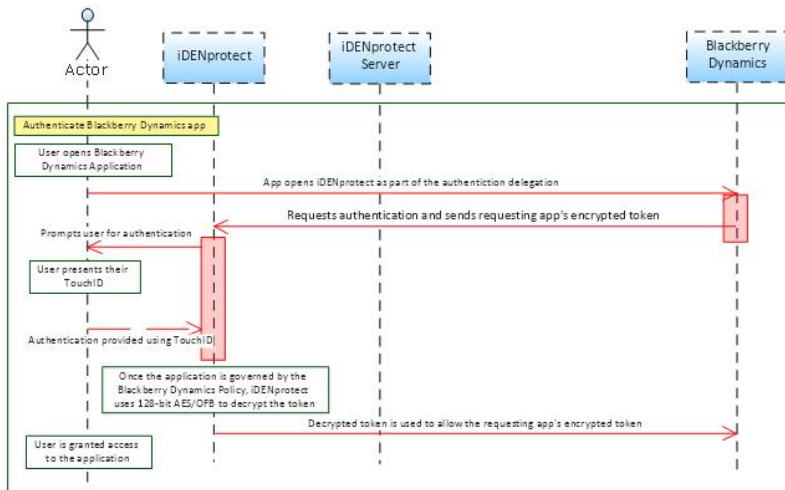 Actor
iDENprotect
iDENprotect
Server
Blackberry
Dynamics
Authenticate Blackberry Dynamics app
User opens Blackberry
Dynamics Application
App opens iDENprotect as part of the authentiction delegation
Requests authentication and sends requesting app's encrypted token
Prompts user for authentication
User presents their
TouchID
Authentication provided using TouchID
Once the application is governed by the
Blackberry Dynamics Policy, iDENprotect
uses 128-bit AES/OFB to decrypt the token
Decrypted token is used to allow the requesting app's encrypted token
User is granted access
to the application